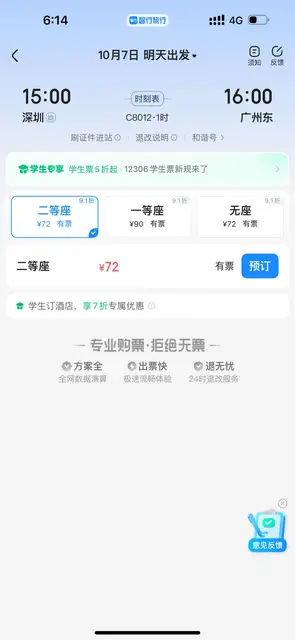 6:14
智行旅行
4G
10月7日 明天出发
须知
反馈
15:00
时刻表
16:00
深圳
C8012·1时
广州东
刷证件进站
退改说明
和谐号
学生专享 学生票5折起 12306学生票新规来了
9.1折
二等座
¥72 有票
9.1折
一等座
¥90 有票
9.1折
无座
¥72 有票
二等座
¥72
有票
预订
学生订酒店，享7折专属优惠
专业购票·拒绝无票
方案全
出票快
退无忧
全网数据演算
极速流畅体验
24时退改服务
意见反馈